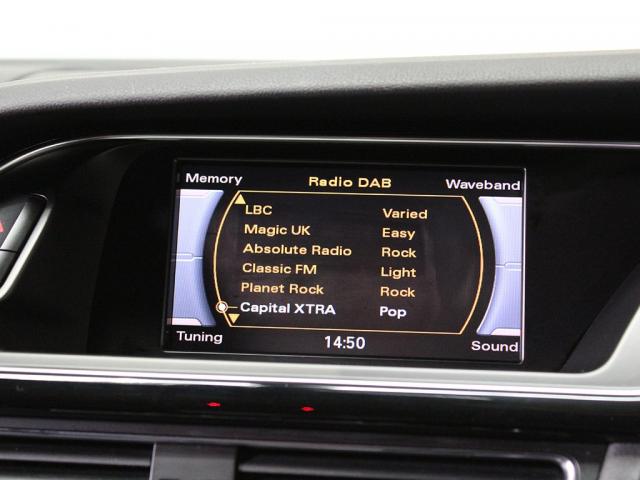 Memory Radio DAB Waveband
LBC Varied
Magic UK Easy
Absolute Radio Rock
Classic FM Light
Planet Rock Rock
Capital XTRA Pop
Tuning 14:50 Sound